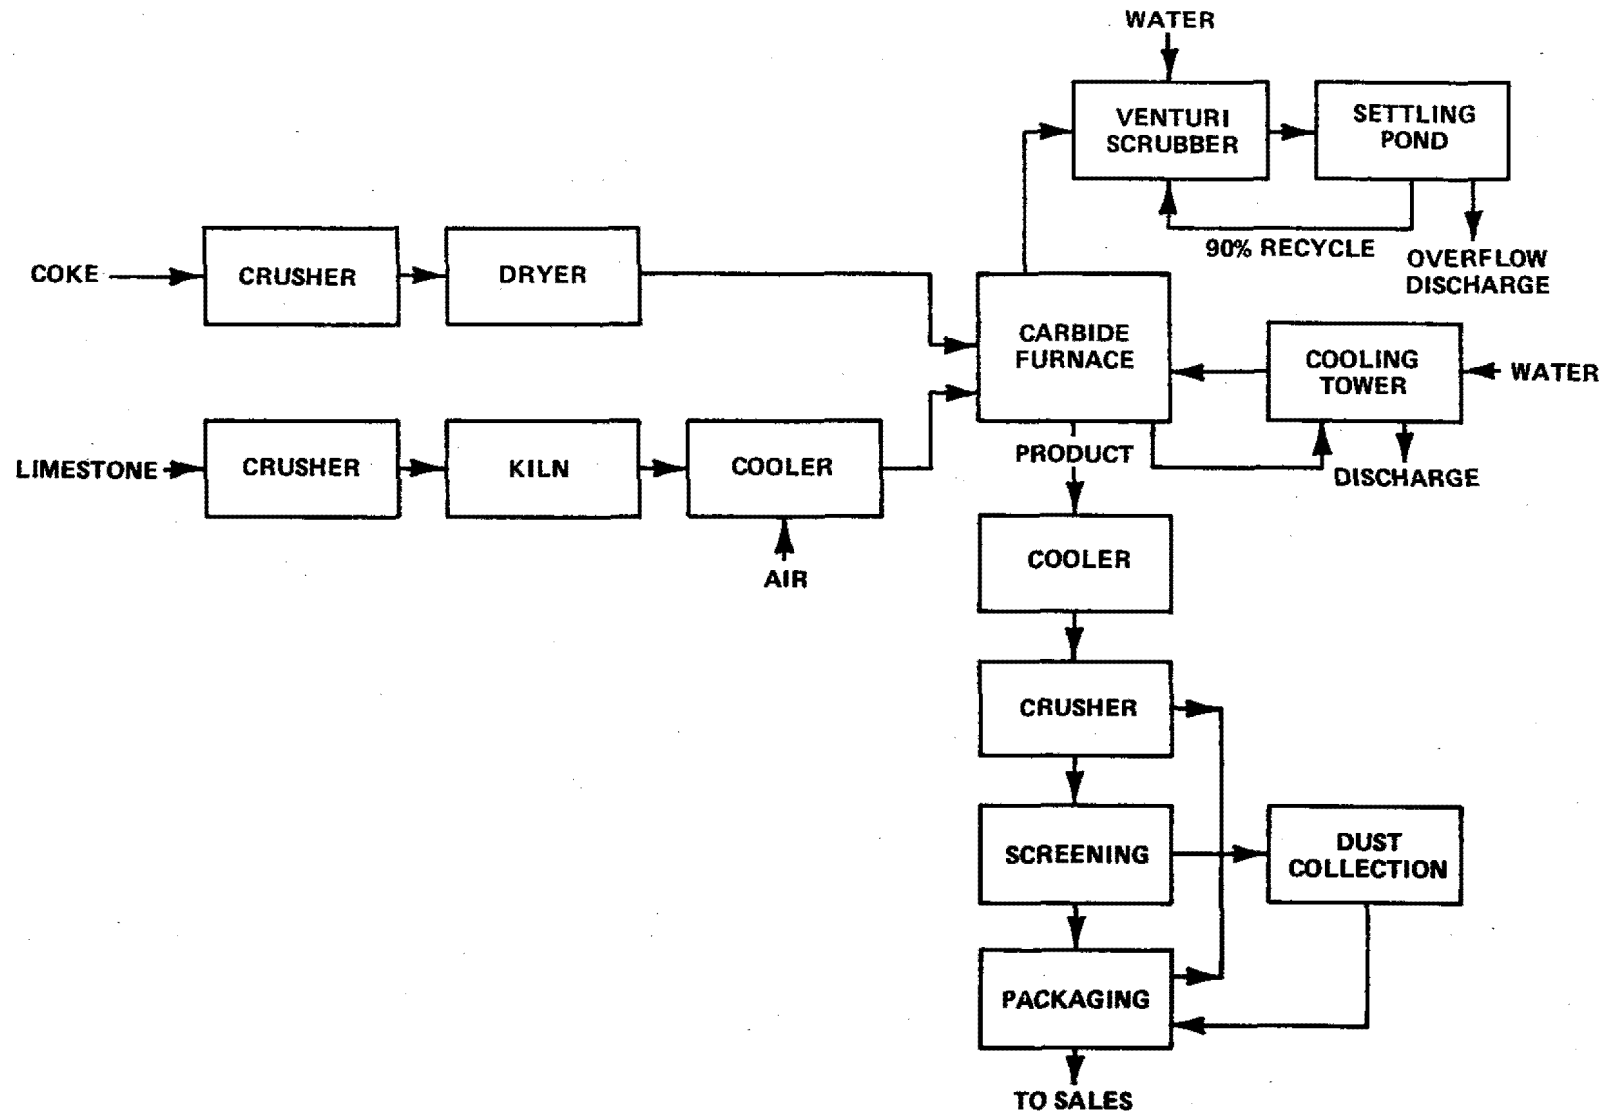 WATER
VENTURI
SCRUBBER
SETTLING
POND
90% RECYCLE
OVERFLOW
DISCHARGE
COKE
CRUSHER
DRYER
CARBIDE
FURNACE
COOLING
TOWER
WATER
LIMESTONE
CRUSHER
KILN
COOLER
PRODUCT
DISCHARGE
AIR
COOLER
CRUSHER
SCREENING
DUST
COLLECTION
PACKAGING
TO SALES